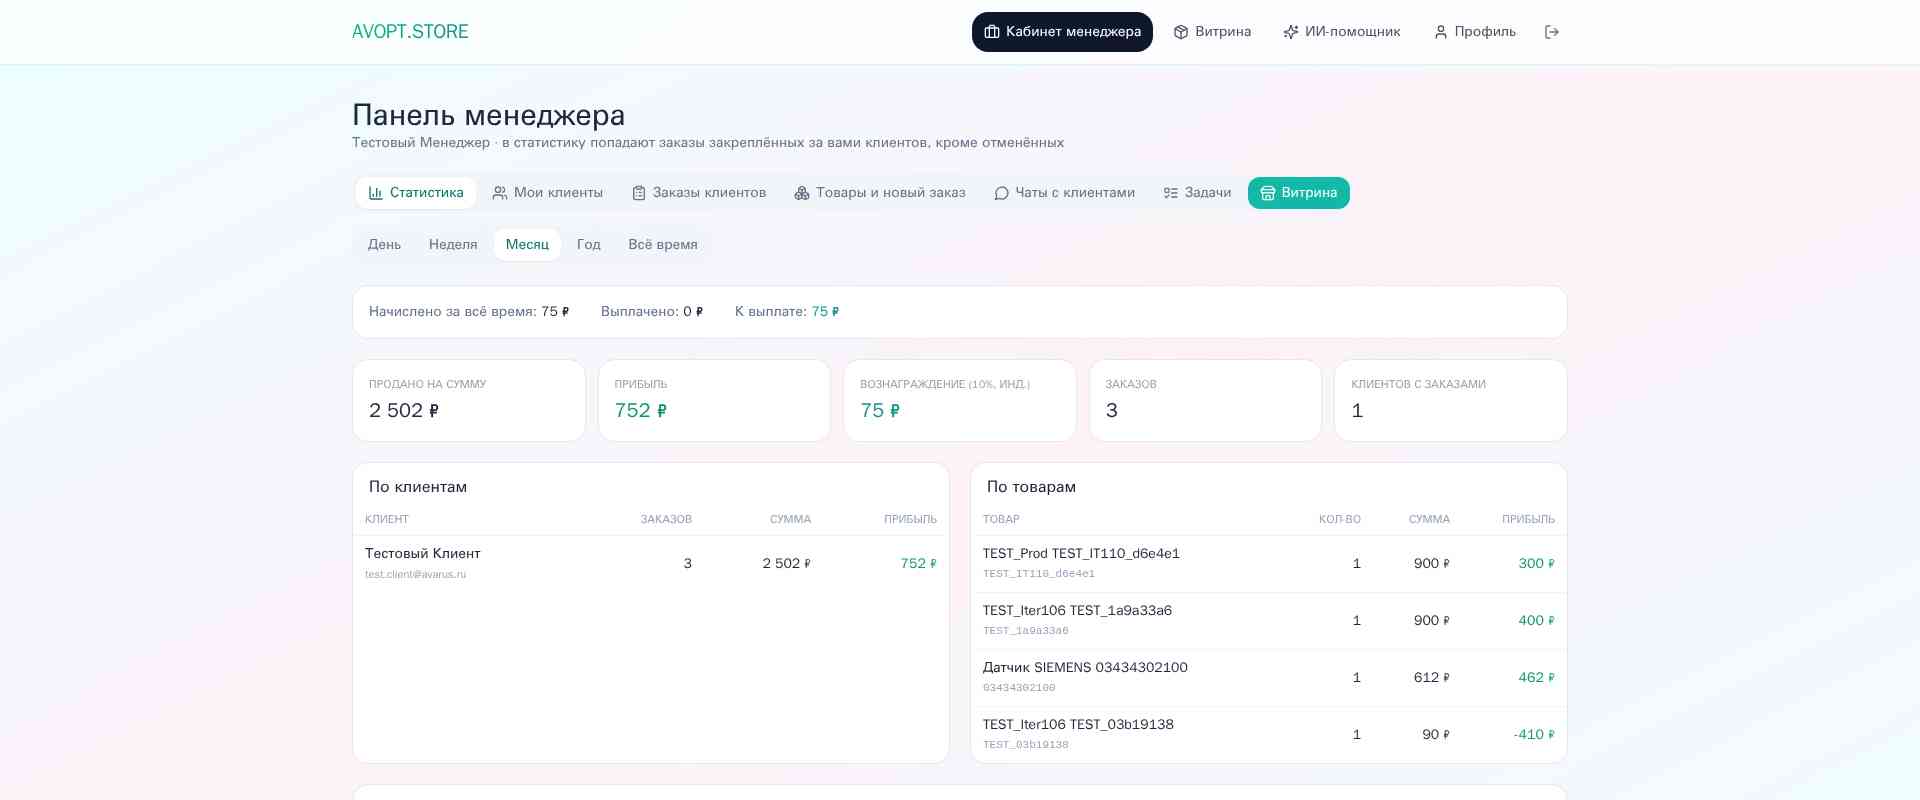 AVOPT.STORE
Кабинет менеджера
Витрина
ИИ-помощник
Профиль
Панель менеджера
Тестовый Менеджер · в статистику попадают заказы закреплённых за вами клиентов, кроме отменённых
Статистика
Мои клиенты
Заказы клиентов
Товары и новый заказ
Чаты с клиентами
Задачи
Витрина
День
Неделя
Месяц
Год
Всё время
Начислено за всё время: 75 ₽
Выплачено: 0 ₽
К выплате: 75 ₽
ПРОДАНО НА СУММУ
2 502 ₽
ПРИБЫЛЬ
752 ₽
ВОЗНАГРАЖДЕНИЕ (10%, ИНД.)
75 ₽
ЗАКАЗОВ
3
КЛИЕНТОВ С ЗАКАЗАМИ
1
По клиентам
КЛИЕНТ ЗАКАЗОВ СУММА ПРИБЫЛЬ
Тестовый Клиент 3 2 502 ₽ 752 ₽
test.client@avarus.ru
По товарам
ТОВАР КОЛ-ВО СУММА ПРИБЫЛЬ
TEST_Prod TEST_IT110_d6e4e1 1 900 ₽ 300 ₽
TEST_IT110_d6e4e1
TEST_Iter106 TEST_1a9a33a6 1 900 ₽ 400 ₽
TEST_1a9a33a6
Датчик SIEMENS 03434302100 1 612 ₽ 462 ₽
03434302100
TEST_Iter106 TEST_03b19138 1 90 ₽ -410 ₽
TEST_03b19138